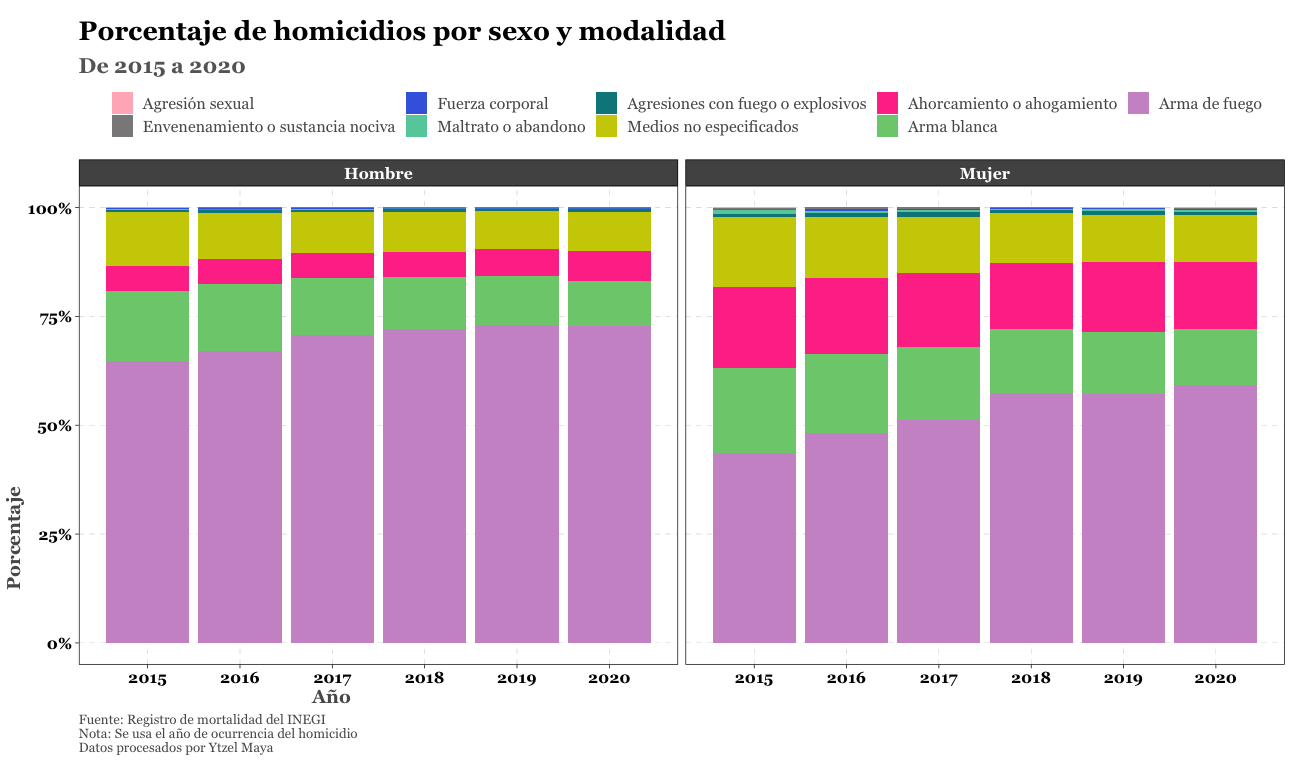 Porcentaje de homicidios por sexo y modalidad
De 2015 a 2020
Agresión sexual
Fuerza corporal
Agresiones con fuego o explosivos
Ahorcamiento o ahogamiento
Arma de fuego
Envenenamiento o sustancia nociva
Maltrato o abandono
Medios no especificados
Arma blanca
Hombre
Mujer
100%
75%
50%
25%
0%
Porcentaje
2015 2016 2017 2018 2019 2020
2015 2016 2017 2018 2019 2020
Año
Fuente: Registro de mortalidad del INEGI
Nota: Se usa el año de ocurrencia del homicidio
Datos procesados por Ytzel Maya